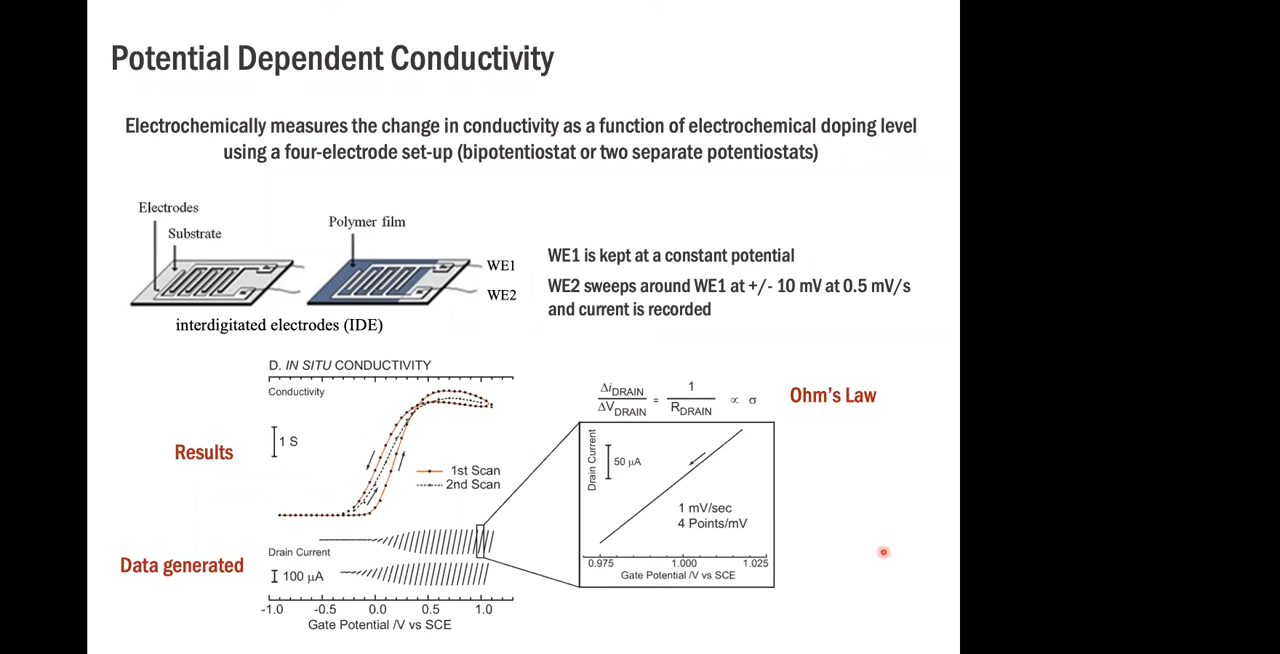 Potential Dependent Conductivity
Electrochemically measures the change in conductivity as a function of electrochemical doping level
using a four-electrode set-up (bipotentiostat or two separate potentiostats)
Electrodes
Substrate
Polymer film
WE1
WE2
interdigitated electrodes (IDE)
WE1 is kept at a constant potential
WE2 sweeps around WE1 at +/- 10 mV at 0.5 mV/s
and current is recorded
D. IN SITU CONDUCTIVITY
Conductivity
1 S
Results
1st Scan
2nd Scan
Data generated
Drain Current
100 µA
-1.0 -0.5 0.0 0.5 1.0
Gate Potential /V vs SCE
ΔiDRAIN / ΔVDRAIN = 1 / RDRAIN ∝ σ
Ohm's Law
Drain Current
50 µA
1 mV/sec
4 Points/mV
0.975 1.000 1.025
Gate Potential /V vs SCE